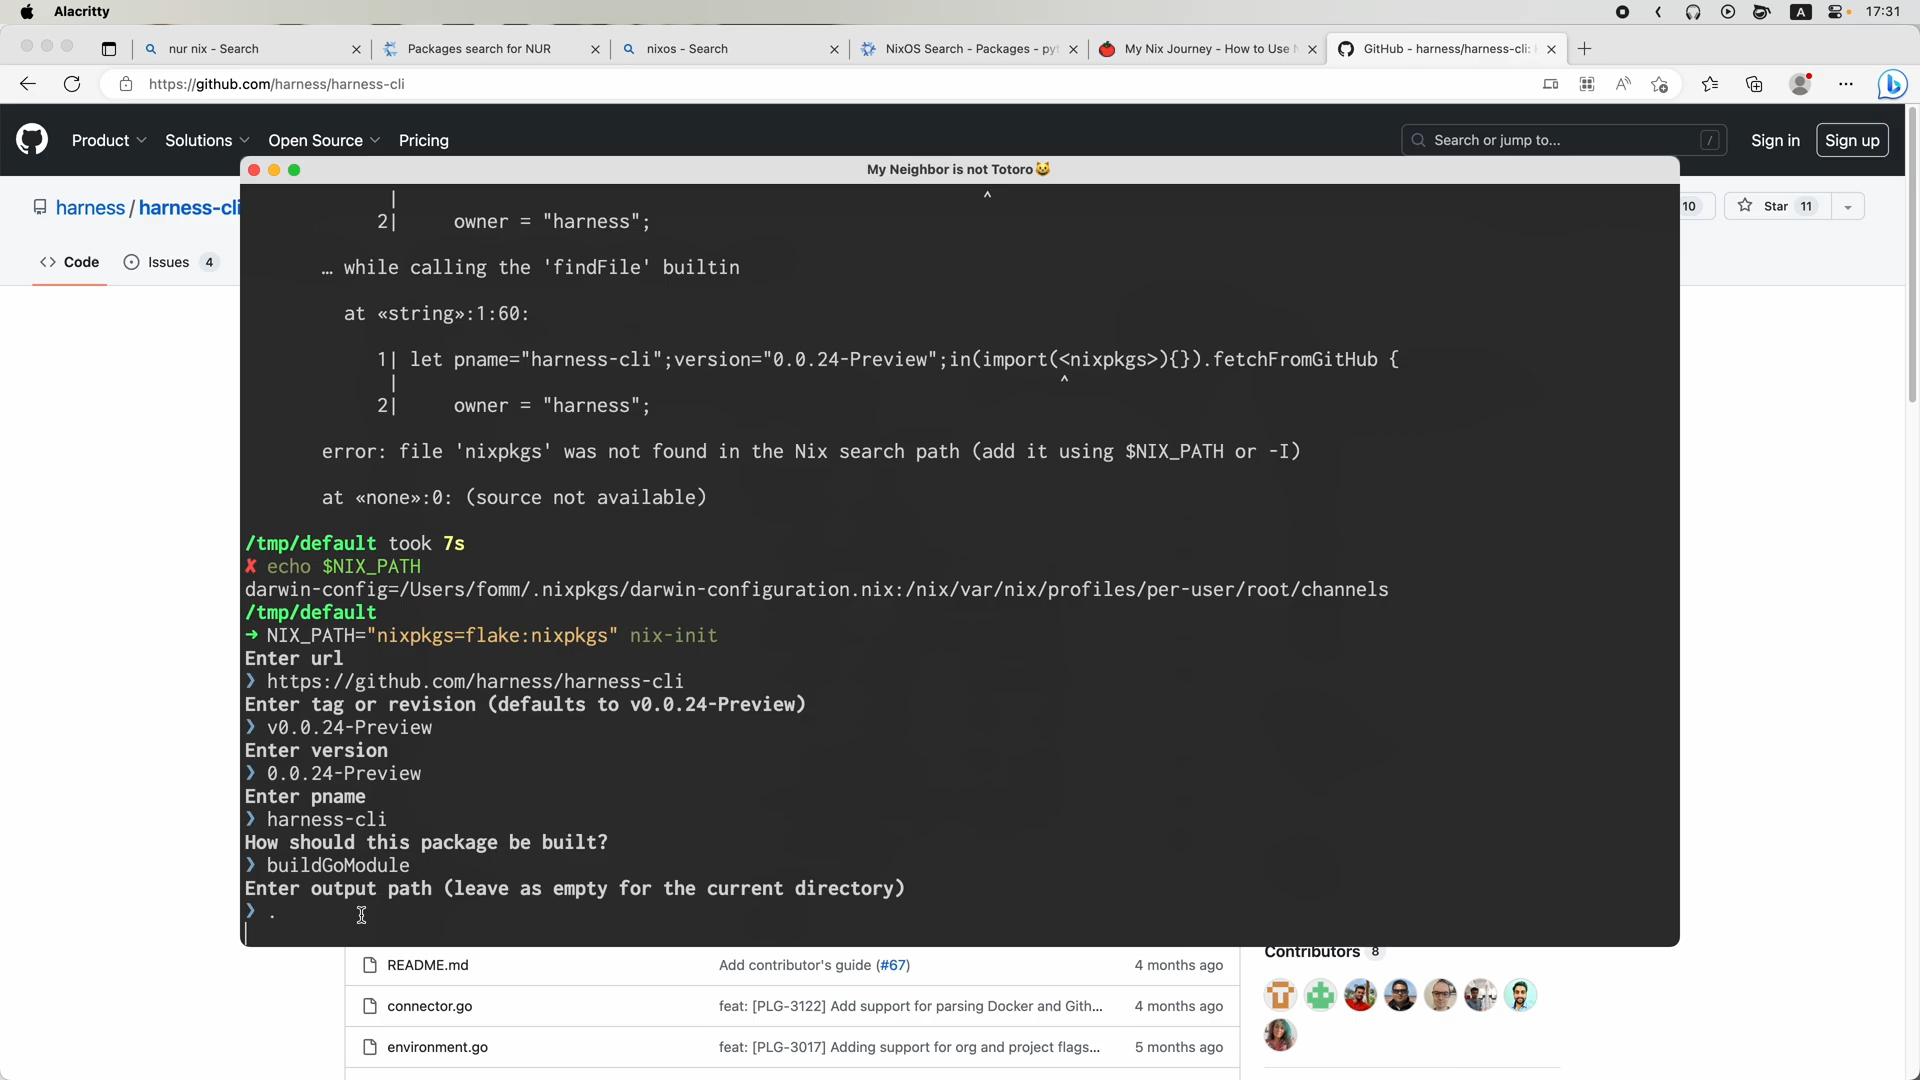 Alacritty
A
17:31
nur nix - Search
Packages search for NUR
nixos - Search
NixOS Search - Packages - pyt
My Nix Journey - How to Use N
GitHub - harness/harness-cli: H
https://github.com/harness/harness-cli
Product
Solutions
Open Source
Pricing
Search or jump to...
/
Sign in
Sign up
My Neighbor is not Totoro😺
harness / harness-cli
10
Star 11
<> Code
Issues 4
| ^
2| owner = "harness";
… while calling the 'findFile' builtin
at «string»:1:60:
1| let pname="harness-cli";version="0.0.24-Preview";in(import(<nixpkgs>){}).fetchFromGitHub {
| ^
2| owner = "harness";
error: file 'nixpkgs' was not found in the Nix search path (add it using $NIX_PATH or -I)
at «none»:0: (source not available)
/tmp/default took 7s
✗ echo $NIX_PATH
darwin-config=/Users/fomm/.nixpkgs/darwin-configuration.nix:/nix/var/nix/profiles/per-user/root/channels
/tmp/default
➜ NIX_PATH="nixpkgs=flake:nixpkgs" nix-init
Enter url
❯ https://github.com/harness/harness-cli
Enter tag or revision (defaults to v0.0.24-Preview)
❯ v0.0.24-Preview
Enter version
❯ 0.0.24-Preview
Enter pname
❯ harness-cli
How should this package be built?
❯ buildGoModule
Enter output path (leave as empty for the current directory)
❯ .
README.md
Add contributor's guide (#67)
4 months ago
connector.go
feat: [PLG-3122] Add support for parsing Docker and Gith...
4 months ago
environment.go
feat: [PLG-3017] Adding support for org and project flags...
5 months ago
Contributors 8